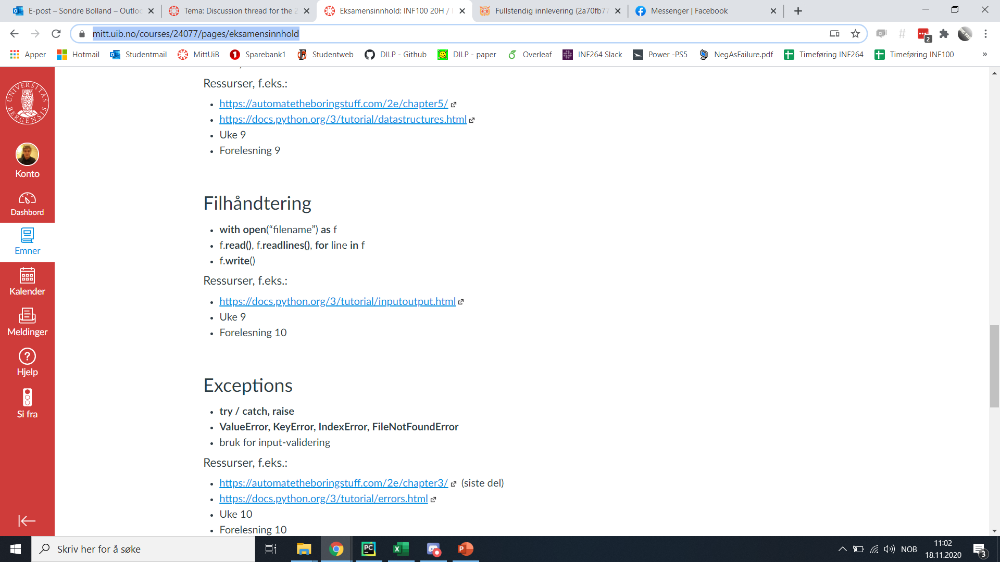 E-post – Sondre Bolland – Outlo
Tema: Discussion thread for the 2
Eksamensinnhold: INF100 20H /
Fullstendig innlevering (2a70fb77
Messenger | Facebook
mitt.uib.no/courses/24077/pages/eksamensinnhold
2
Apper
Hotmail
Studentmail
MittUiB
Sparebank1
Studentweb
DILP - Github
DILP - paper
Overleaf
INF264 Slack
Power -PS5
NegAsFailure.pdf
Timeføring INF264
Timeføring INF100
»
UNIVERSITAS BERGENSIS
Konto
Dashbord
Emner
Kalender
Meldinger
Hjelp
Si fra
Ressurser, f.eks.:
https://automatetheboringstuff.com/2e/chapter5/
https://docs.python.org/3/tutorial/datastructures.html
Uke 9
Forelesning 9
Filhåndtering
with open(“filename”) as f
f.read(), f.readlines(), for line in f
f.write()
Ressurser, f.eks.:
https://docs.python.org/3/tutorial/inputoutput.html
Uke 9
Forelesning 10
Exceptions
try / catch, raise
ValueError, KeyError, IndexError, FileNotFoundError
bruk for input-validering
Ressurser, f.eks.:
https://automatetheboringstuff.com/2e/chapter3/ (siste del)
https://docs.python.org/3/tutorial/errors.html
Uke 10
Forelesning 10
Skriv her for å søke
PC
X
P
NOB
11:02
18.11.2020
3